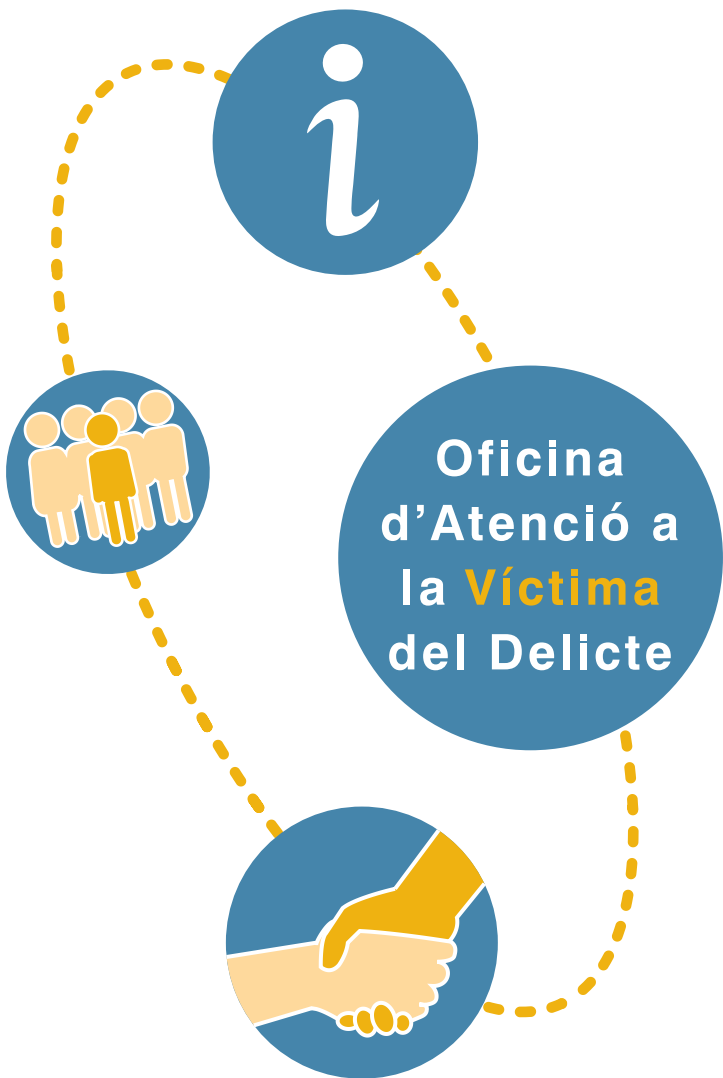 i
Oficina
d’Atenció a
la Víctima
del Delicte